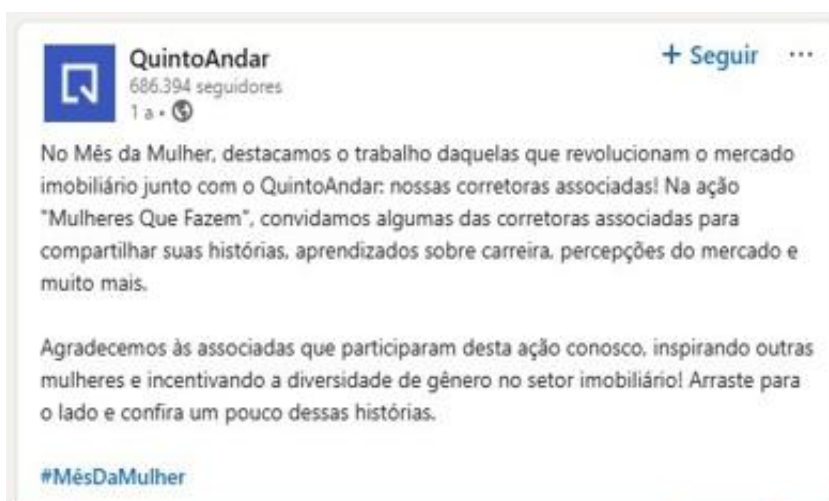 QuintoAndar
+ Seguir ...
686.394 seguidores
1 a •
No Mês da Mulher, destacamos o trabalho daquelas que revolucionam o mercado
imobiliário junto com o QuintoAndar: nossas corretoras associadas! Na ação
"Mulheres Que Fazem", convidamos algumas das corretoras associadas para
compartilhar suas histórias, aprendizados sobre carreira, percepções do mercado e
muito mais.
Agradecemos às associadas que participaram desta ação conosco, inspirando outras
mulheres e incentivando a diversidade de gênero no setor imobiliário! Arraste para
o lado e confira um pouco dessas histórias.
#MêsDaMulher